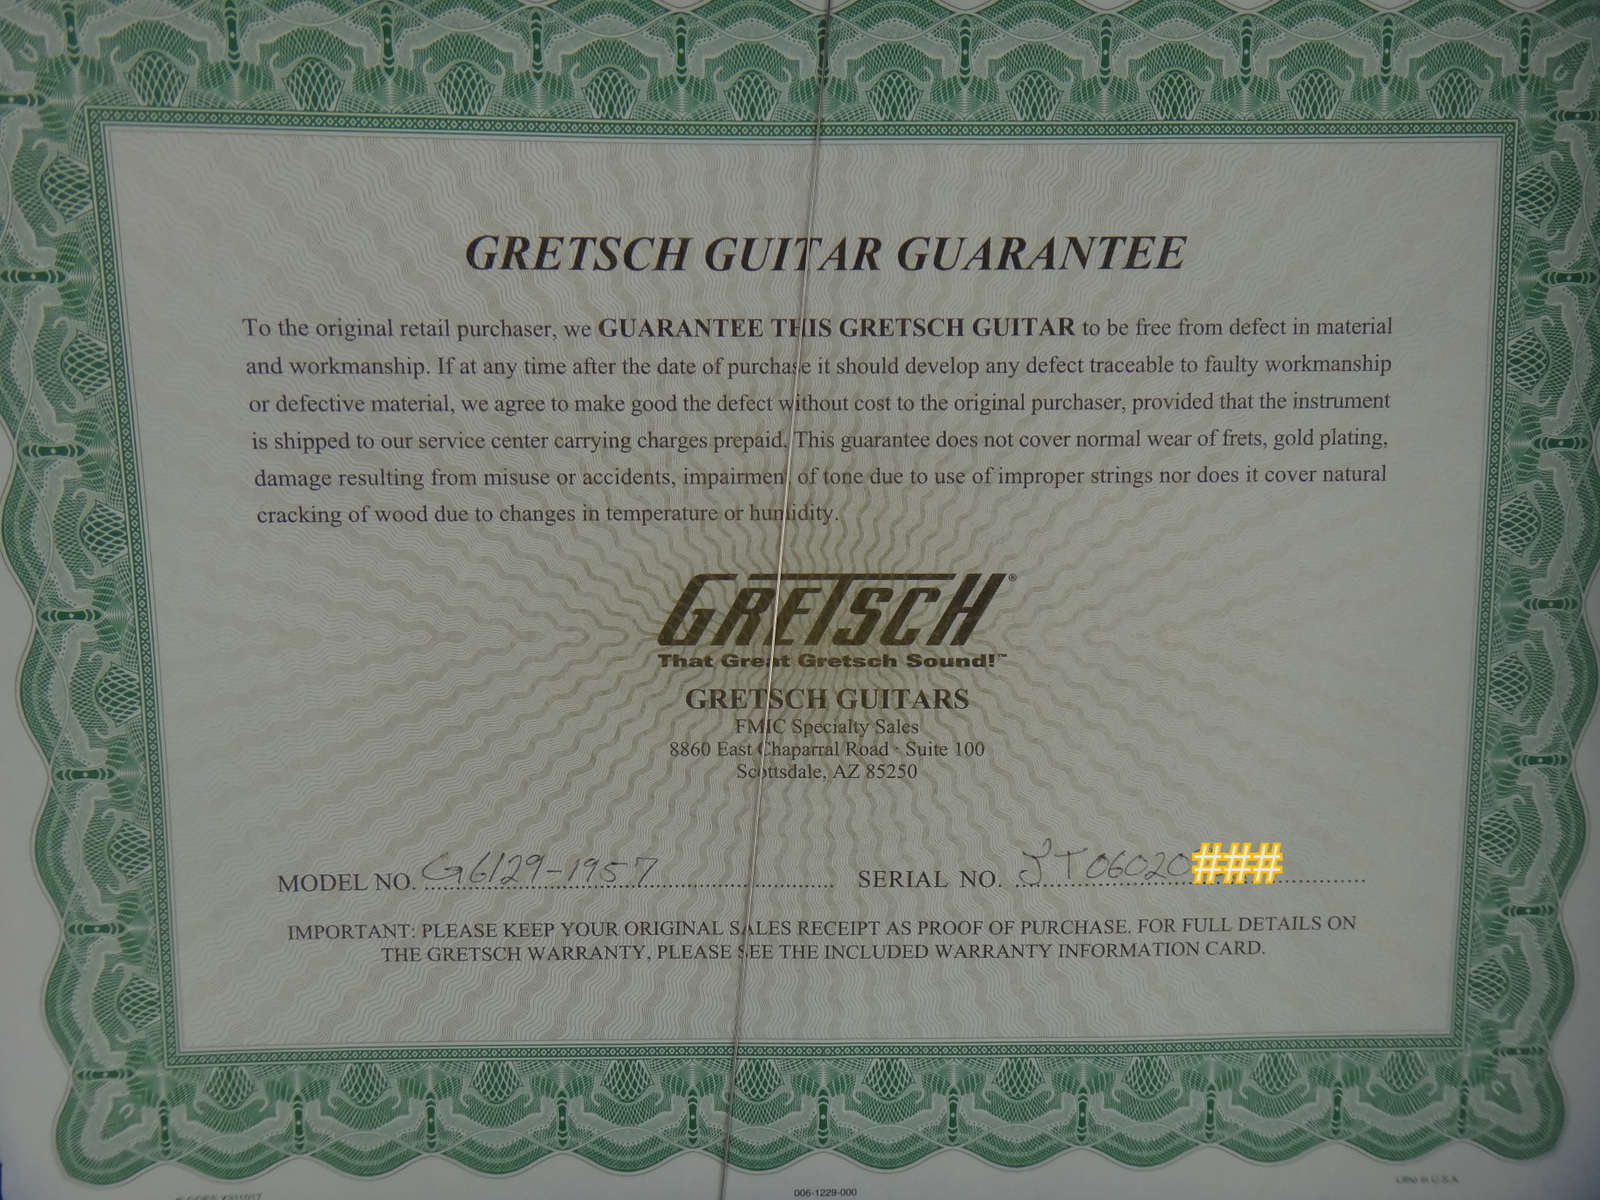 GRETSCH GUITAR GUARANTEE
To the original retail purchaser, we GUARANTEE THIS GRETSCH GUITAR to be free from defect in material
and workmanship. If at any time after the date of purchase it should develop any defect traceable to faulty workmanship
or defective material, we agree to make good the defect without cost to the original purchaser, provided that the instrument
is shipped to our service center carrying charges prepaid. This guarantee does not cover normal wear of frets, gold plating,
damage resulting from misuse or accidents, impairment of tone due to use of improper strings nor does it cover natural
cracking of wood due to changes in temperature or humidity.
GRETSCH®
That Great Gretsch Sound!™
GRETSCH GUITARS
FMIC Specialty Sales
8860 East Chaparral Road · Suite 100
Scottsdale, AZ 85250
MODEL NO. G6129-1957 SERIAL NO. JT06020###
IMPORTANT: PLEASE KEEP YOUR ORIGINAL SALES RECEIPT AS PROOF OF PURCHASE. FOR FULL DETAILS ON
THE GRETSCH WARRANTY, PLEASE SEE THE INCLUDED WARRANTY INFORMATION CARD.
006-1229-000
Litho in U.S.A.